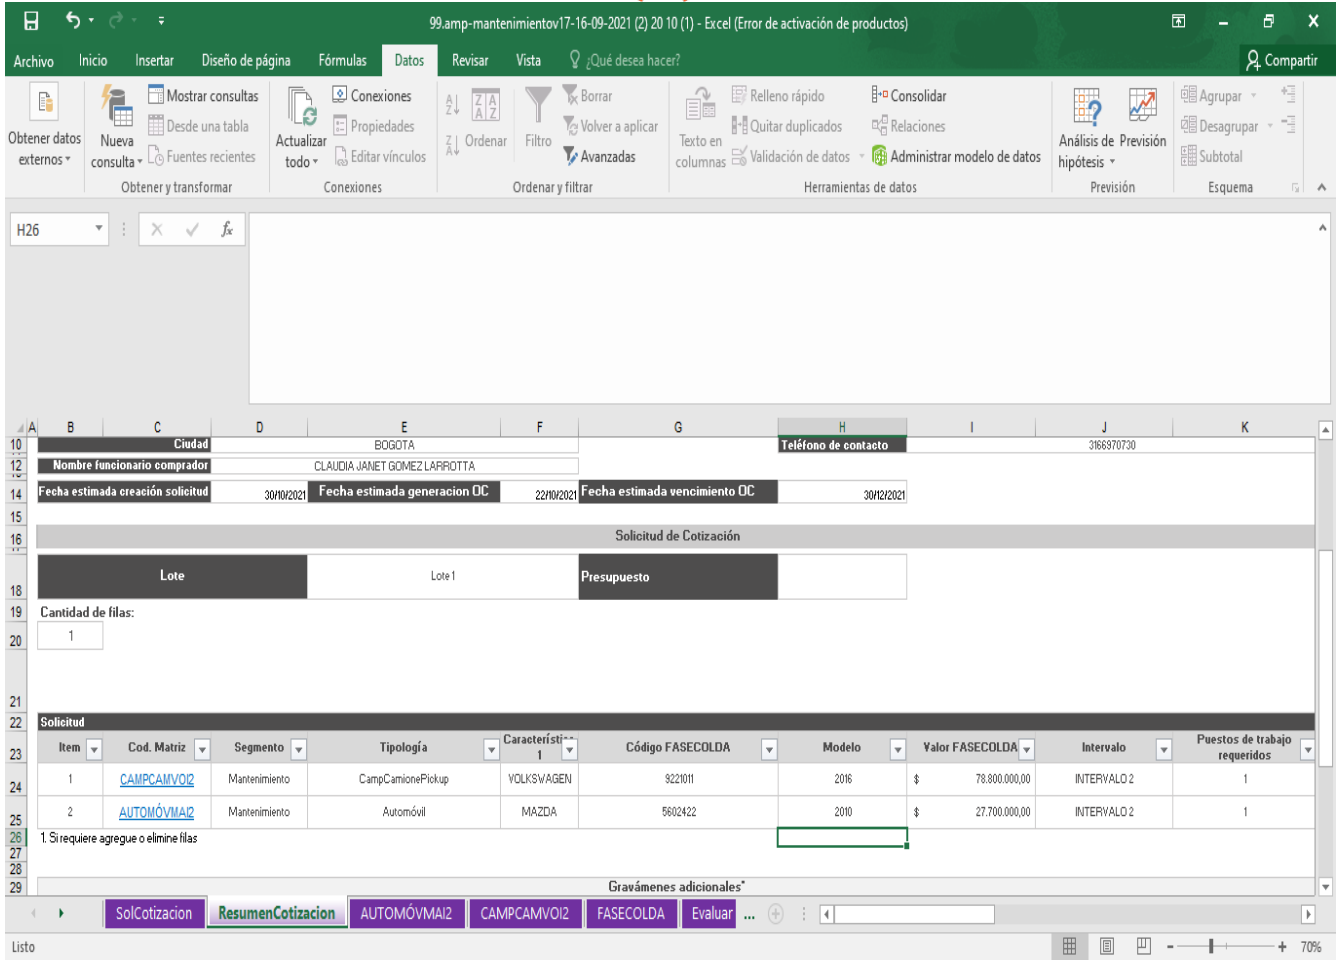 99.amp-mantenimientov17-16-09-2021 (2) 20 10 (1) - Excel (Error de activación de productos)
Archivo Inicio Insertar Diseño de página Fórmulas Datos Revisar Vista ¿Qué desea hacer? Compartir
Obtener datos externos
Nueva consulta
Mostrar consultas
Desde una tabla
Fuentes recientes
Obtener y transformar
Actualizar todo
Conexiones
Propiedades
Editar vínculos
Conexiones
Ordenar
Filtro
Borrar
Volver a aplicar
Avanzadas
Ordenar y filtrar
Texto en columnas
Relleno rápido
Quitar duplicados
Validación de datos
Consolidar
Relaciones
Administrar modelo de datos
Herramientas de datos
Análisis de hipótesis
Previsión
Previsión
Agrupar
Desagrupar
Subtotal
Esquema
H26 fx
A B C D E F G H I J K
10 Ciudad BOGOTA Teléfono de contacto 3166970730
12 Nombre funcionario comprador CLAUDIA JANET GOMEZ LARROTTA
14 Fecha estimada creación solicitud 30/10/2021 Fecha estimada generacion OC 22/10/2021 Fecha estimada vencimiento OC 30/12/2021
15
16 Solicitud de Cotización
18 Lote Lote 1 Presupuesto
19 Cantidad de filas:
20 1
21
22 Solicitud
23 Item Cod. Matriz Segmento Tipología Característic 1 Código FASECOLDA Modelo Valor FASECOLDA Intervalo Puestos de trabajo requeridos
24 1 CAMPCAMVOI2 Mantenimiento CampCamionePickup VOLKSWAGEN 9221011 2016 $ 78.800.000,00 INTERVALO 2 1
25 2 AUTOMÓVMAI2 Mantenimiento Automóvil MAZDA 5602422 2010 $ 27.700.000,00 INTERVALO 2 1
26 1. Si requiere agregue o elimine filas
27
28
29 Gravámenes adicionales*
SolCotizacion ResumenCotizacion AUTOMÓVMAI2 CAMPCAMVOI2 FASECOLDA Evaluar ...
Listo 70%